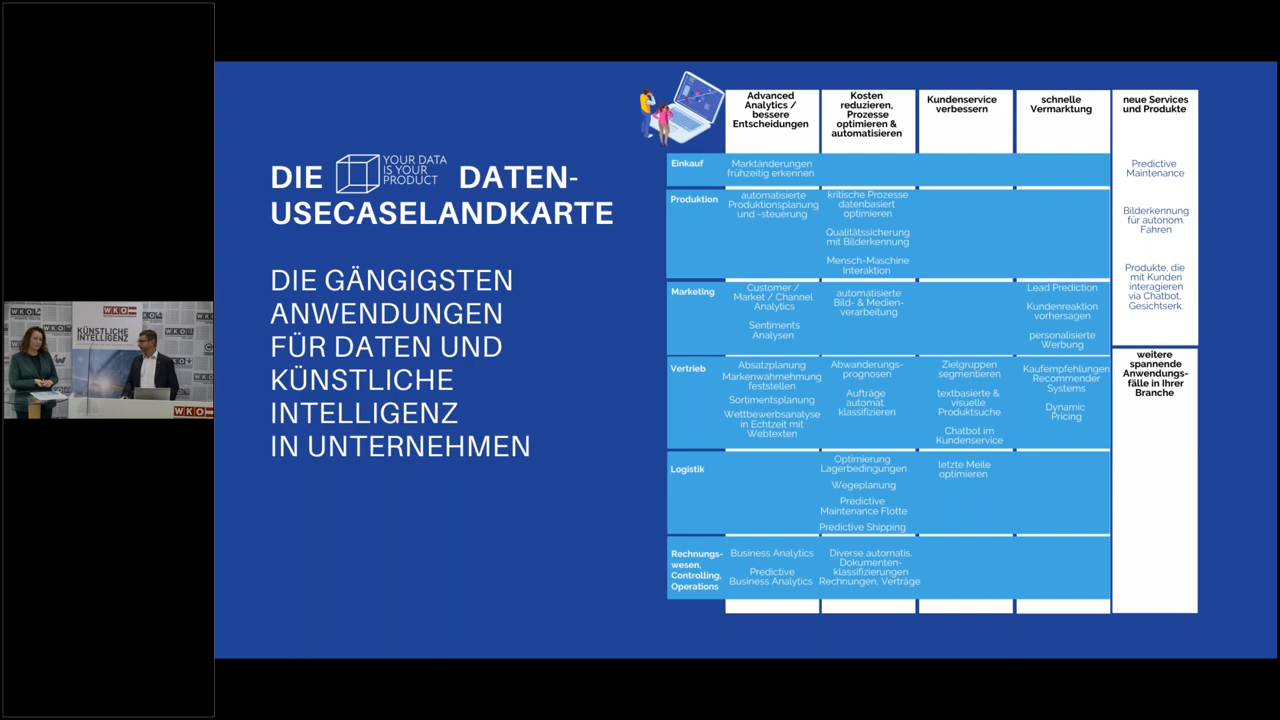 DIE YOUR DATA IS YOUR PRODUCT DATEN-
USECASELANDKARTE
DIE GÄNGIGSTEN
ANWENDUNGEN
FÜR DATEN UND
KÜNSTLICHE
INTELLIGENZ
IN UNTERNEHMEN
Advanced
Analytics /
bessere
Entscheidungen
Kosten
reduzieren,
Prozesse
optimieren &
automatisieren
Kundenservice
verbessern
schnelle
Vermarktung
neue Services
und Produkte
Einkauf
Marktänderungen
frühzeitig erkennen
Produktion
automatisierte
Produktionsplanung
und -steuerung
kritische Prozesse
datenbasiert
optimieren
Qualitätssicherung
mit Bilderkennung
Mensch-Maschine
Interaktion
Marketing
Customer /
Market / Channel
Analytics
Sentiments
Analysen
automatisierte
Bild- & Medien-
verarbeitung
Lead Prediction
Kundenreaktion
vorhersagen
personalisierte
Werbung
Vertrieb
Absatzplanung
Markenwahrnehmung
feststellen
Sortimentsplanung
Wettbewerbsanalyse
in Echtzeit mit
Webtexten
Abwanderungs-
prognosen
Aufträge
automat.
klassifizieren
Zielgruppen
segmentieren
textbasierte &
visuelle
Produktsuche
Chatbot im
Kundenservice
Kaufempfehlungen
Recommender
Systems
Dynamic
Pricing
Logistik
Optimierung
Lagerbedingungen
Wegeplanung
Predictive
Maintenance Flotte
Predictive Shipping
letzte Meile
optimieren
Rechnungs-
wesen,
Controlling,
Operations
Business Analytics
Predictive
Business Analytics
Diverse automatis.
Dokumenten-
klassifizierungen
Rechnungen, Verträge
Predictive
Maintenance
Bilderkennung
für autonom.
Fahren
Produkte, die
mit Kunden
interagieren
via Chatbot,
Gesichtserk.
weitere
spannende
Anwendungs-
fälle in Ihrer
Branche
WKO
KÜNSTLICHE
INTELLIGENZ
WKO